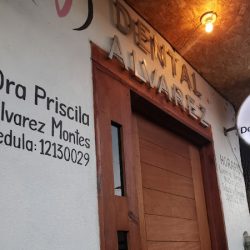 DENTAL
ALVAREZ
Dra Priscila
Alvarez Montes
Cedula: 12130029